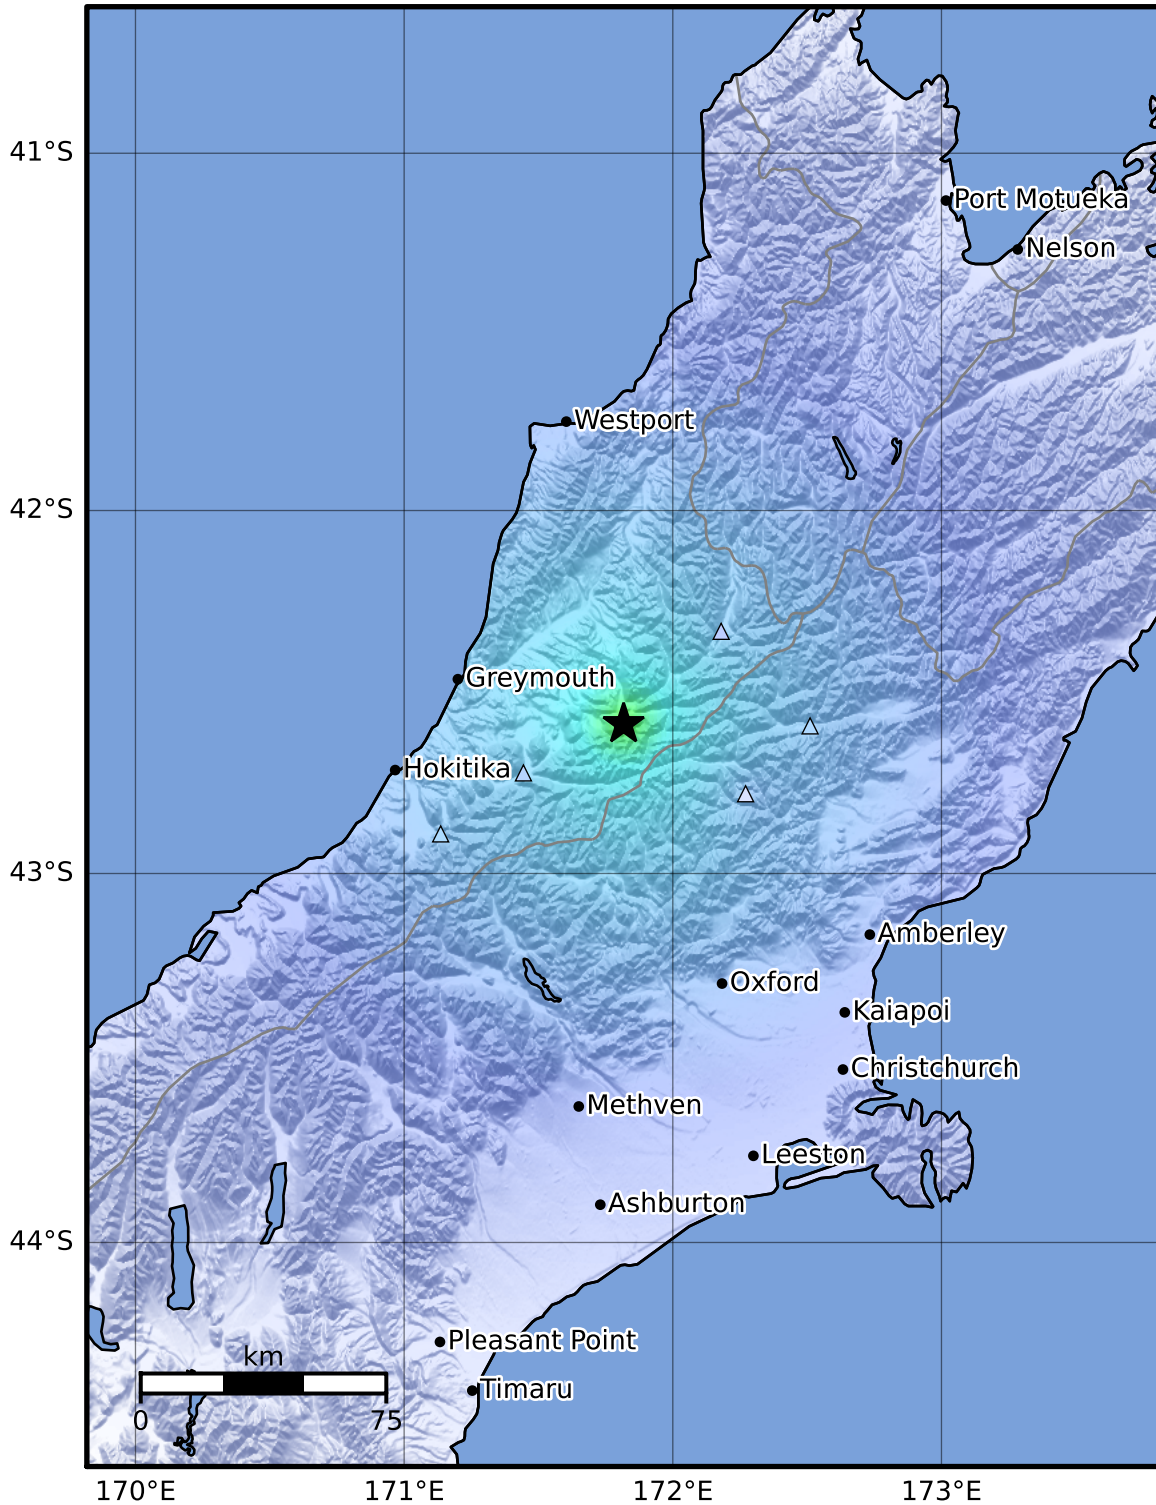 41°S
Port Motueka
Nelson
Westport
42°S
Greymouth
Hokitika
43°S
Amberley
Oxford
Kaiapoi
Christchurch
Methven
Leeston
Ashburton
44°S
Pleasant Point
km
Timaru
0 75
170°E 171°E 172°E 173°E